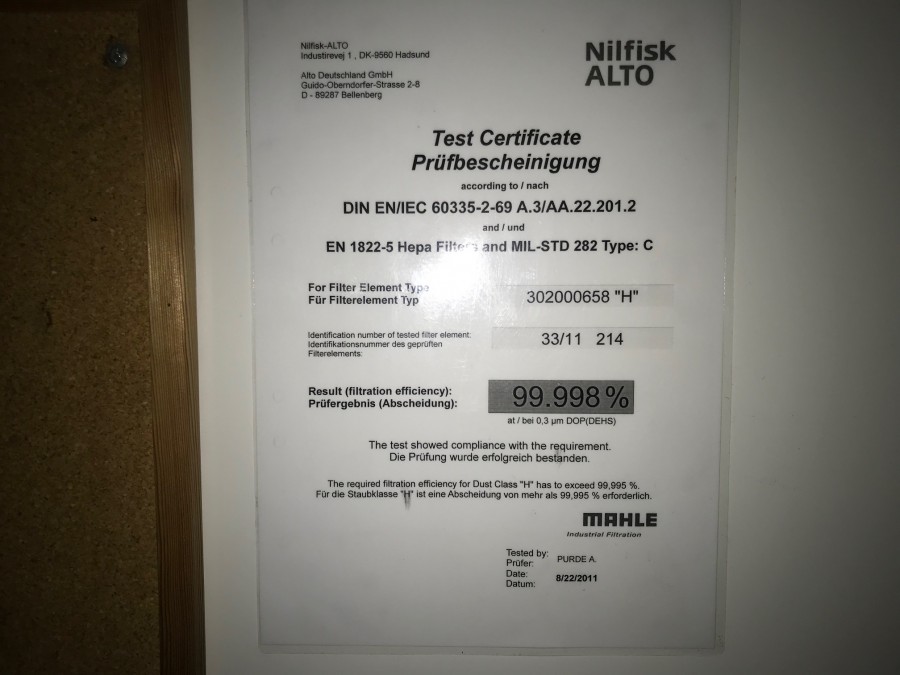 Nilfisk-ALTO
Industirevej 1 , DK-9560 Hadsund
Alto Deutschland GmbH
Guido-Oberndorfer-Strasse 2-8
D - 89287 Bellenberg
Nilfisk
ALTO
Test Certificate
Prüfbescheinigung
according to / nach
DIN EN/IEC 60335-2-69 A.3/AA.22.201.2
and / und
EN 1822-5 Hepa Filters and MIL-STD 282 Type: C
For Filter Element Type
Für Filterelement Typ
302000658 "H"
Identification number of tested filter element:
Identifikationsnummer des geprüften
Filterelements:
33/11 214
Result (filtration efficiency):
Prüfergebnis (Abscheidung):
99.998 %
at / bei 0,3 µm DOP(DEHS)
The test showed compliance with the requirement.
Die Prüfung wurde erfolgreich bestanden.
The required filtration efficiency for Dust Class "H" has to exceed 99,995 %.
Für die Staubklasse "H" ist eine Abscheidung von mehr als 99,995 % erforderlich.
MAHLE
Industrial Filtration
Tested by:
Prüfer:
PURDE A.
Date:
Datum:
8/22/2011